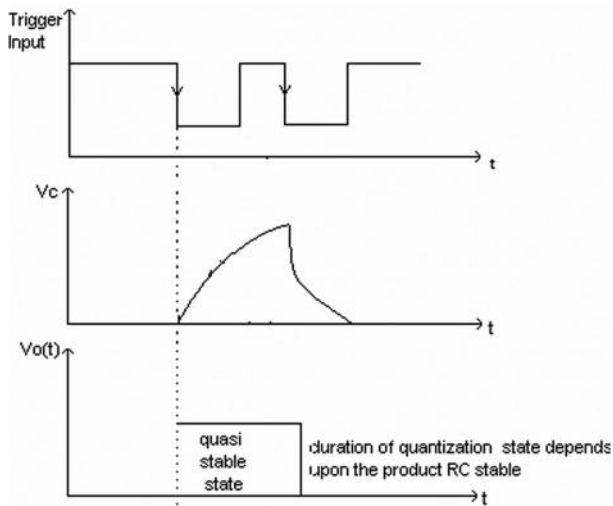 Trigger
Input
t
Vc
t
Vo(t)
quasi
stable
state
duration of quantization state depends
upon the product RC stable
t